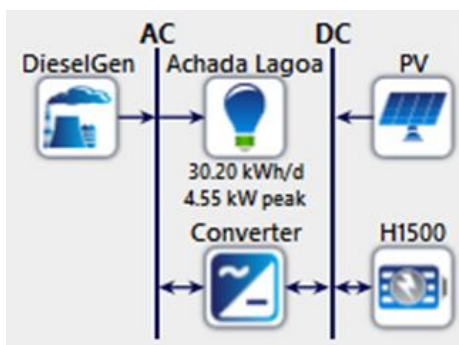 AC DC
DieselGen Achada Lagoa PV
30.20 kWh/d
4.55 kW peak
Converter H1500